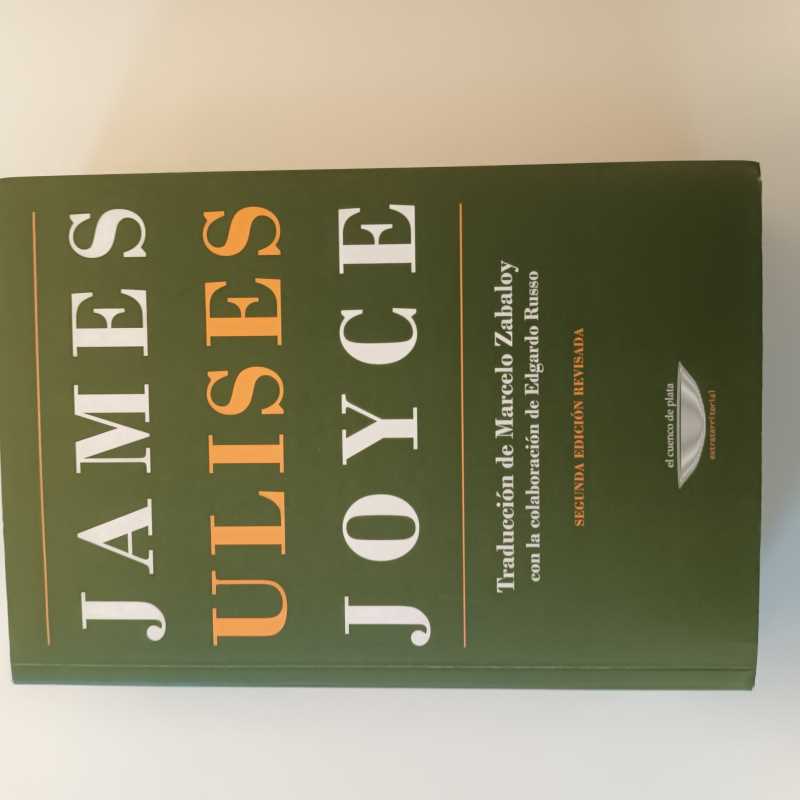 JAMES
ULISES
JOYCE
Traducción de Marcelo Zabaloy
con la colaboración de Edgardo Russo
SEGUNDA EDICIÓN REVISADA
el cuenco de plata
extraterritorial